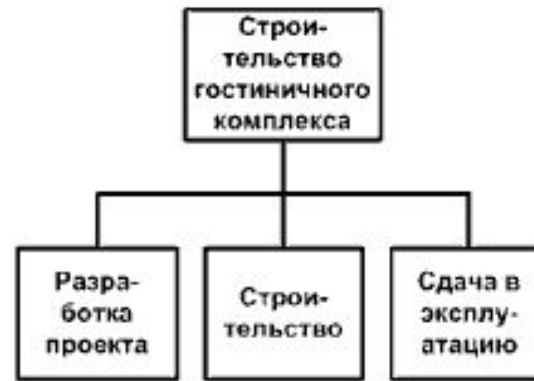 Строи-
тельство
гостиничного
комплекса
Разра-
ботка
проекта
Строи-
тельство
Сдача в
эксплу-
атацию